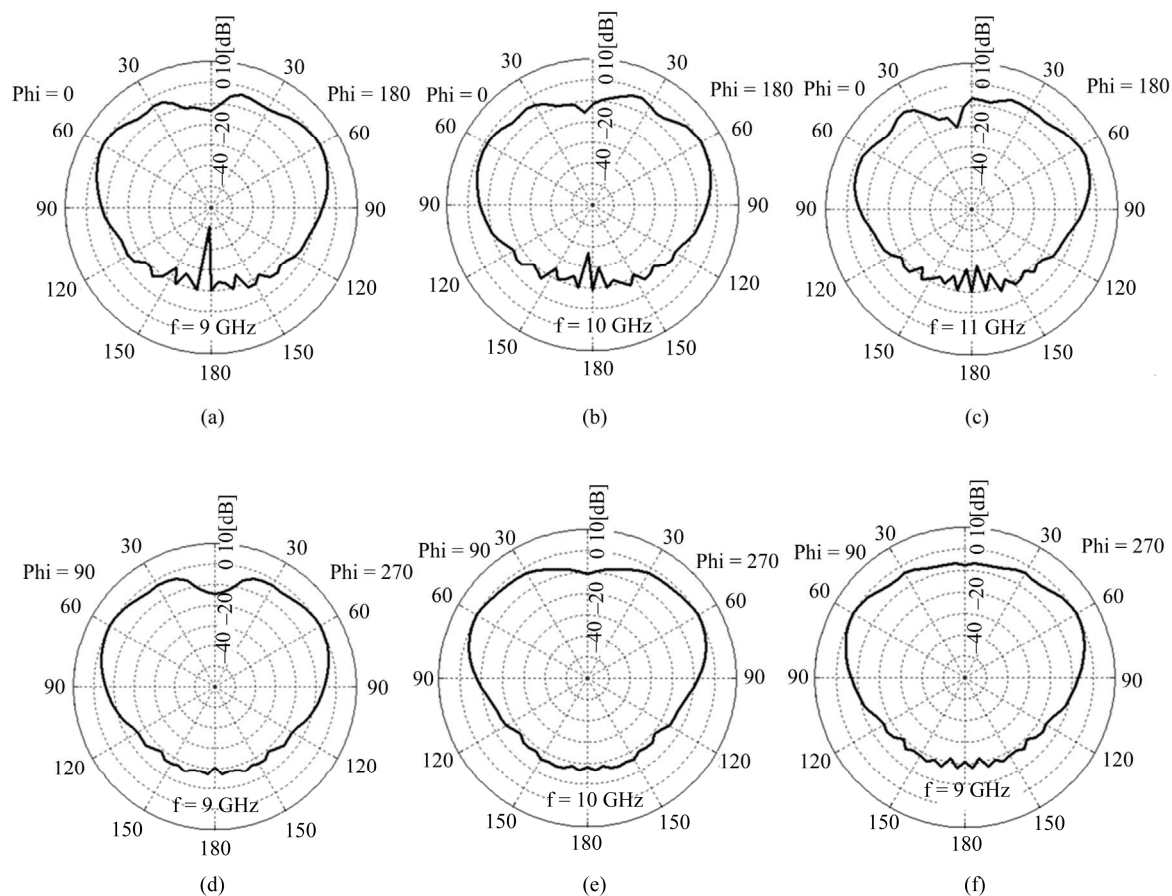 10[dB]
0
−20
−40
30
30
Phi = 0
Phi = 180
60
60
90
90
120
120
f = 9 GHz
150
150
180
(a)
10[dB]
0
−20
−40
30
30
Phi = 0
Phi = 180
60
60
90
90
120
120
f = 10 GHz
150
150
180
(b)
10[dB]
0
−20
−40
30
30
Phi = 0
Phi = 180
60
60
90
90
120
120
f = 11 GHz
150
150
180
(c)
0 10[dB]
−20
−40
30
30
Phi = 90
Phi = 270
60
60
90
90
120
120
f = 9 GHz
150
150
180
(d)
0 10[dB]
−20
−40
30
30
Phi = 90
Phi = 270
60
60
90
90
120
120
f = 10 GHz
150
150
180
(e)
0 10[dB]
−20
−40
30
30
Phi = 90
Phi = 270
60
60
90
90
120
120
f = 9 GHz
150
150
180
(f)